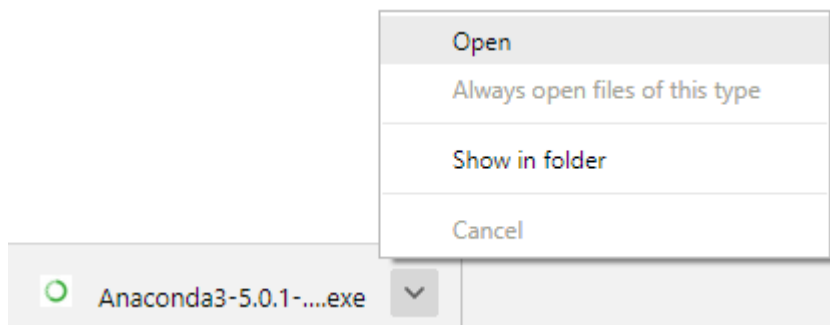 Open
Always open files of this type
Show in folder
Cancel
Anaconda3-5.0.1-....exe